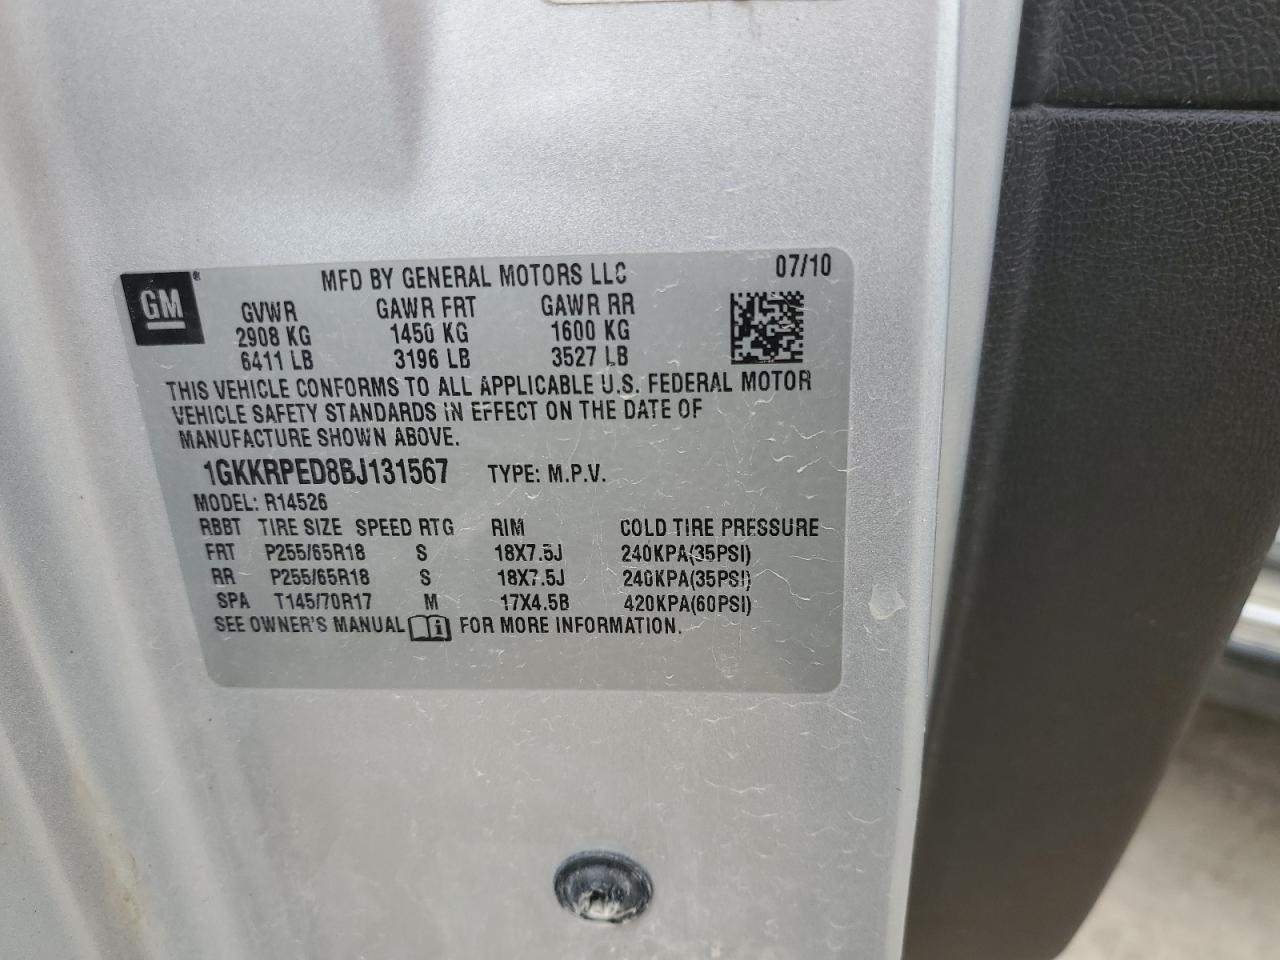 GM®
MFD BY GENERAL MOTORS LLC 07/10
GVWR GAWR FRT GAWR RR
2908 KG 1450 KG 1600 KG
6411 LB 3196 LB 3527 LB
THIS VEHICLE CONFORMS TO ALL APPLICABLE U.S. FEDERAL MOTOR
VEHICLE SAFETY STANDARDS IN EFFECT ON THE DATE OF
MANUFACTURE SHOWN ABOVE.
1GKKRPED8BJ131567 TYPE: M.P.V.
MODEL: R14526
RBBT TIRE SIZE SPEED RTG RIM COLD TIRE PRESSURE
FRT P255/65R18 S 18X7.5J 240KPA(35PSI)
RR P255/65R18 S 18X7.5J 240KPA(35PSI)
SPA T145/70R17 M 17X4.5B 420KPA(60PSI)
SEE OWNER'S MANUAL FOR MORE INFORMATION.